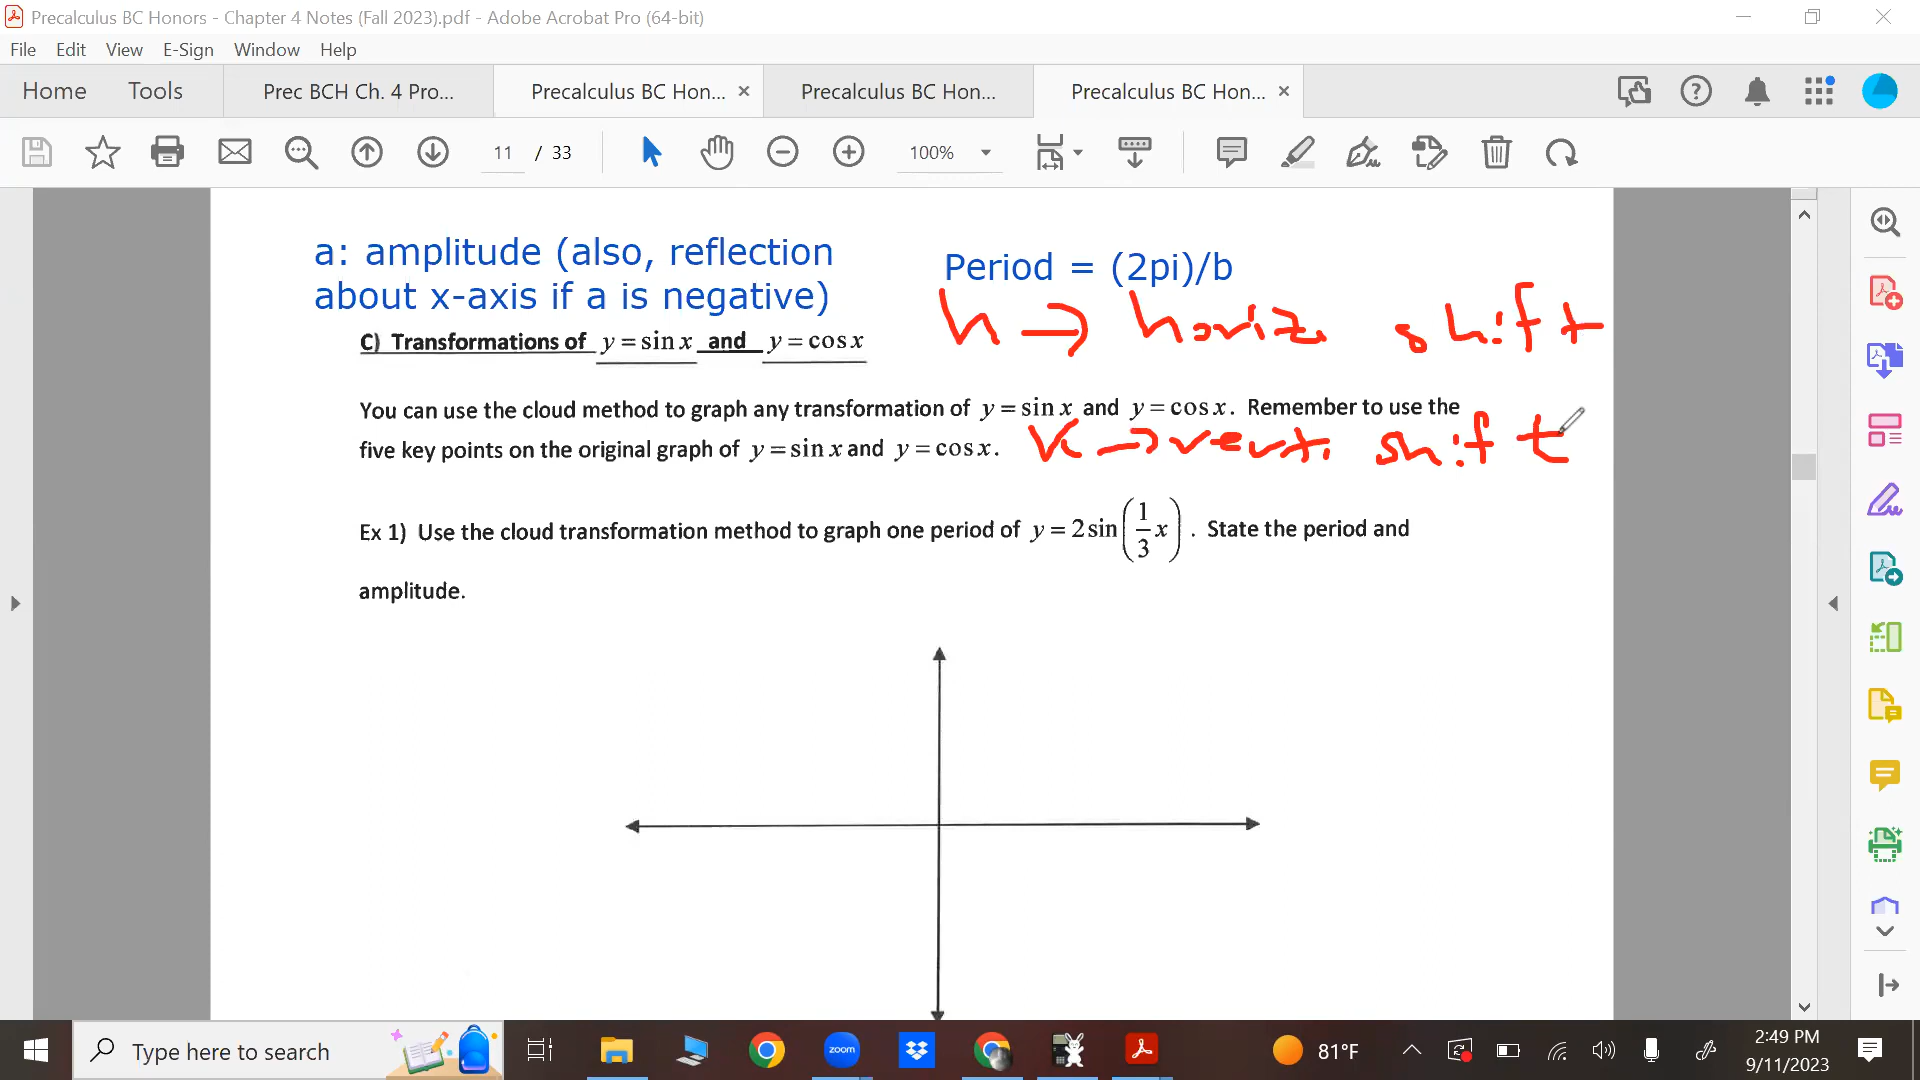 Precalculus BC Honors - Chapter 4 Notes (Fall 2023).pdf - Adobe Acrobat Pro (64-bit)
File Edit View E-Sign Window Help
Home Tools Prec BCH Ch. 4 Pro... Precalculus BC Hon... × Precalculus BC Hon... Precalculus BC Hon... ×
11 / 33 100%
a: amplitude (also, reflection
about x-axis if a is negative)
Period = (2pi)/b
h → horiz. shift
C) Transformations of y = sin x and y = cos x
You can use the cloud method to graph any transformation of y = sin x and y = cos x. Remember to use the
five key points on the original graph of y = sin x and y = cos x.
K → vert. shift
Ex 1) Use the cloud transformation method to graph one period of y = 2 sin(1/3 x). State the period and
amplitude.
Type here to search
zoom
81°F
2:49 PM
9/11/2023